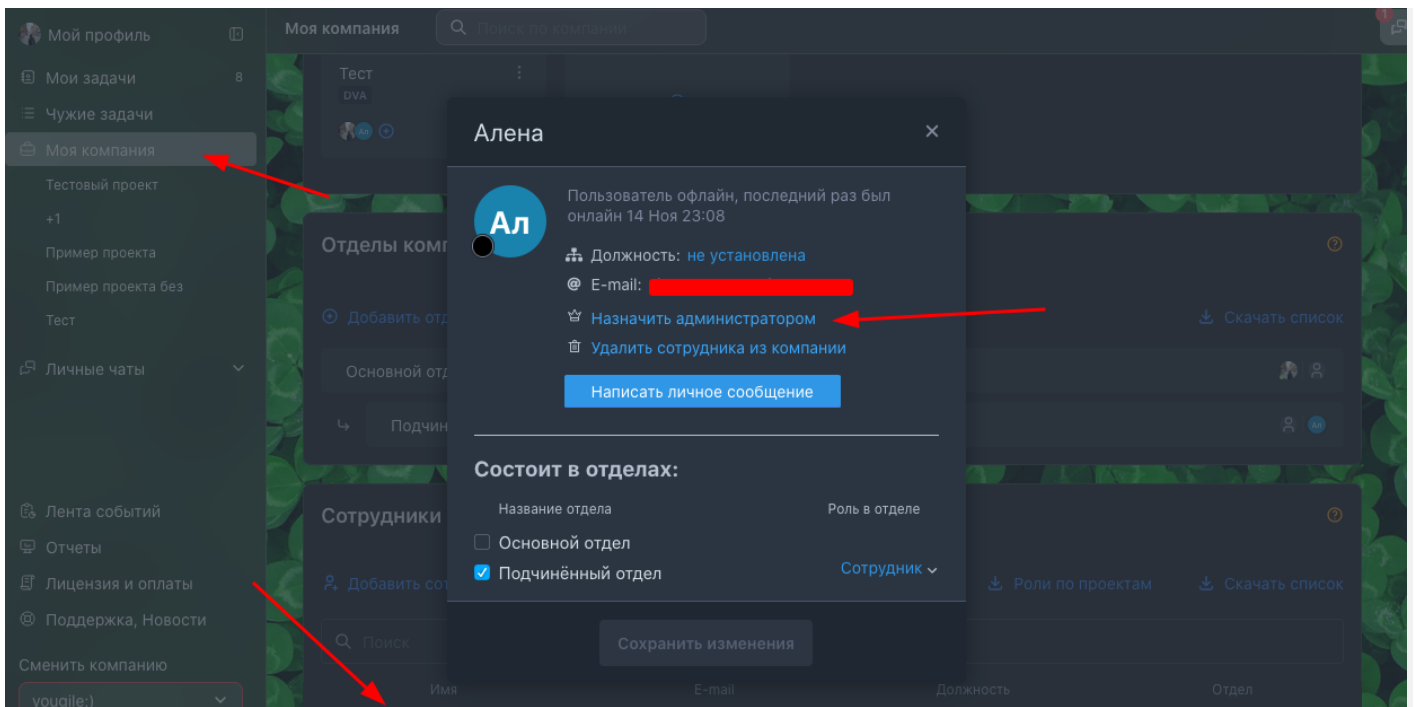 Мой профиль
Моя компания
Поиск по компании
1
Мои задачи 8
Чужие задачи
Моя компания
Тестовый проект
+1
Пример проекта
Пример проекта без
Тест
Личные чаты
Лента событий
Отчеты
Лицензия и оплаты
Поддержка, Новости
Сменить компанию
yougile:)
Тест
DVA
Ал
Отделы комп
Добавить отд
Скачать список
Основной отд
Подчин
Ал
Сотрудники
Добавить сот
Роли по проектам
Скачать список
Поиск
Имя E-mail Должность Отдел
Алена
Ал
Пользователь офлайн, последний раз был
онлайн 14 Ноя 23:08
Должность: не установлена
E-mail:
Назначить администратором
Удалить сотрудника из компании
Написать личное сообщение
Состоит в отделах:
Название отдела Роль в отделе
Основной отдел
Подчинённый отдел Сотрудник
Сохранить изменения